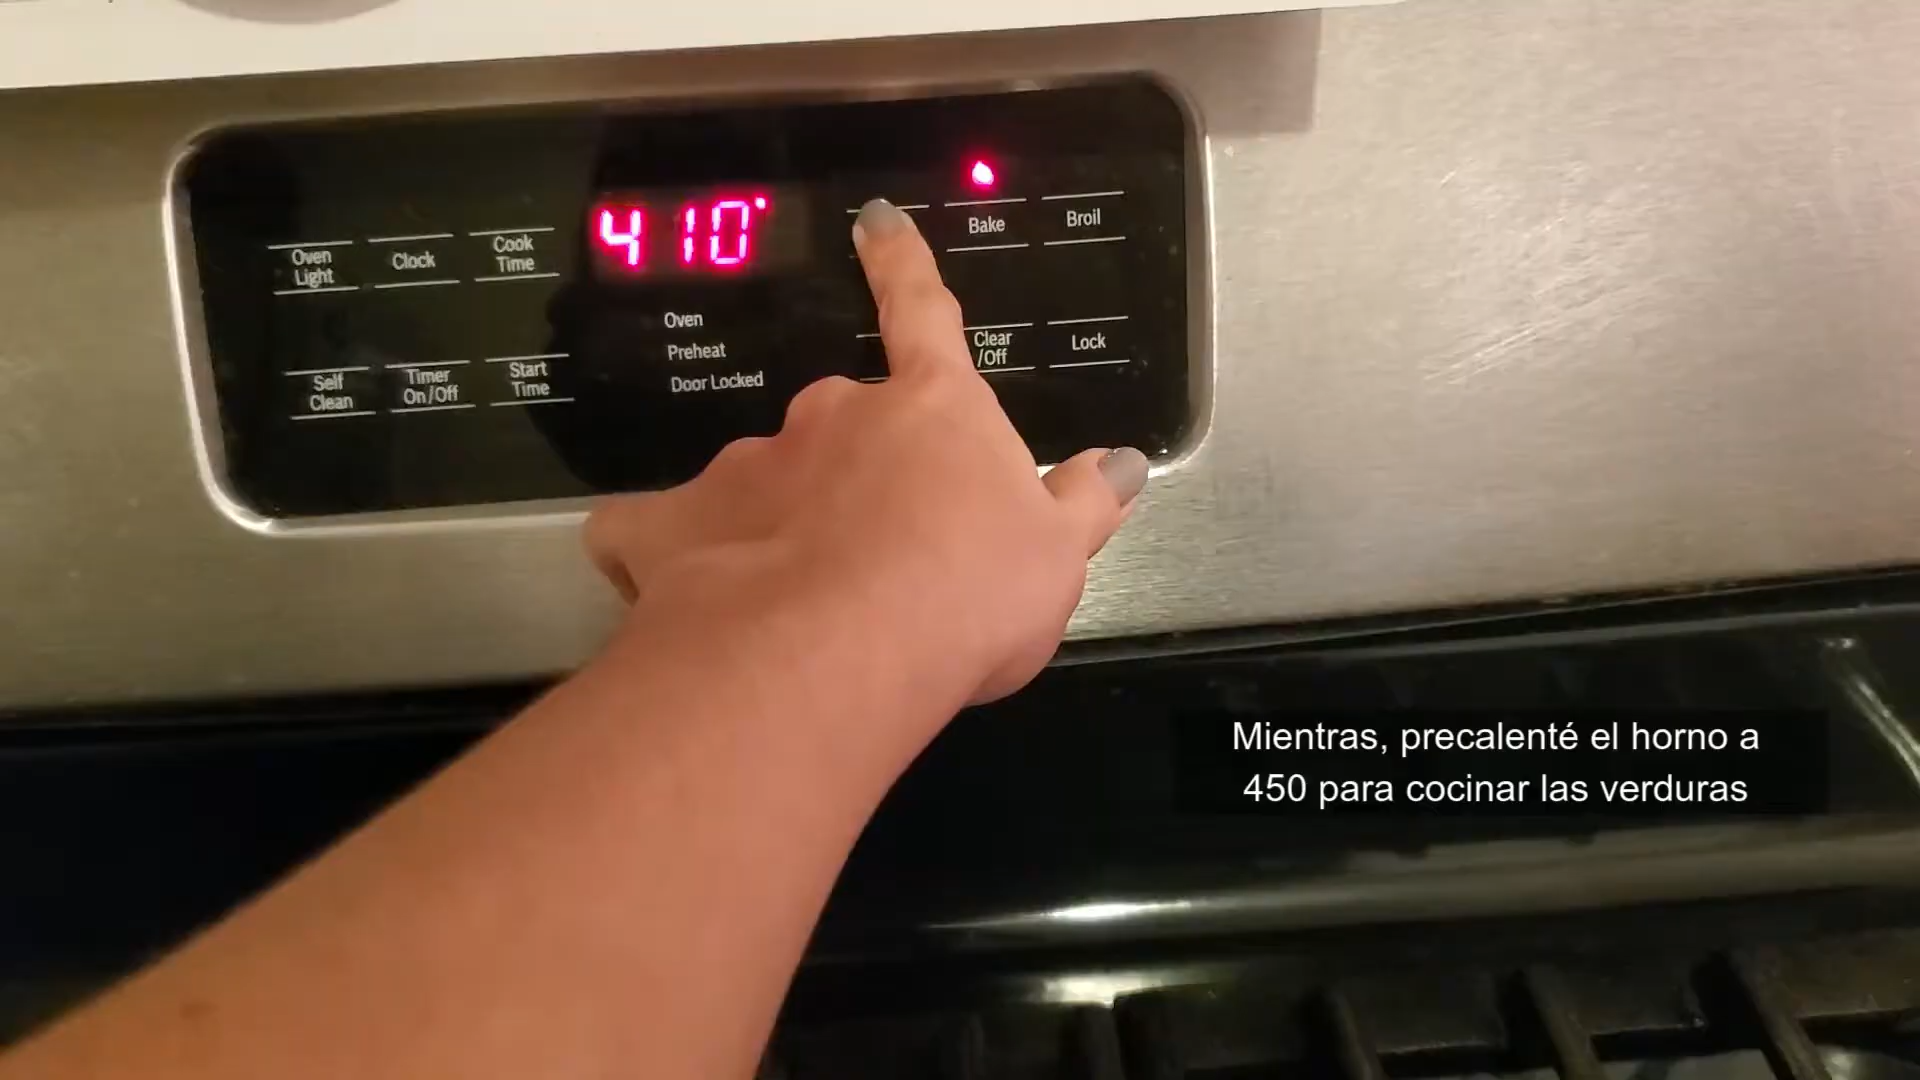 410°
Bake
Broil
Oven
Light
Clock
Cook
Time
Oven
Preheat
Door Locked
Clear
/Off
Lock
Self
Clean
Timer
On/Off
Start
Time
Mientras, precalenté el horno a
450 para cocinar las verduras